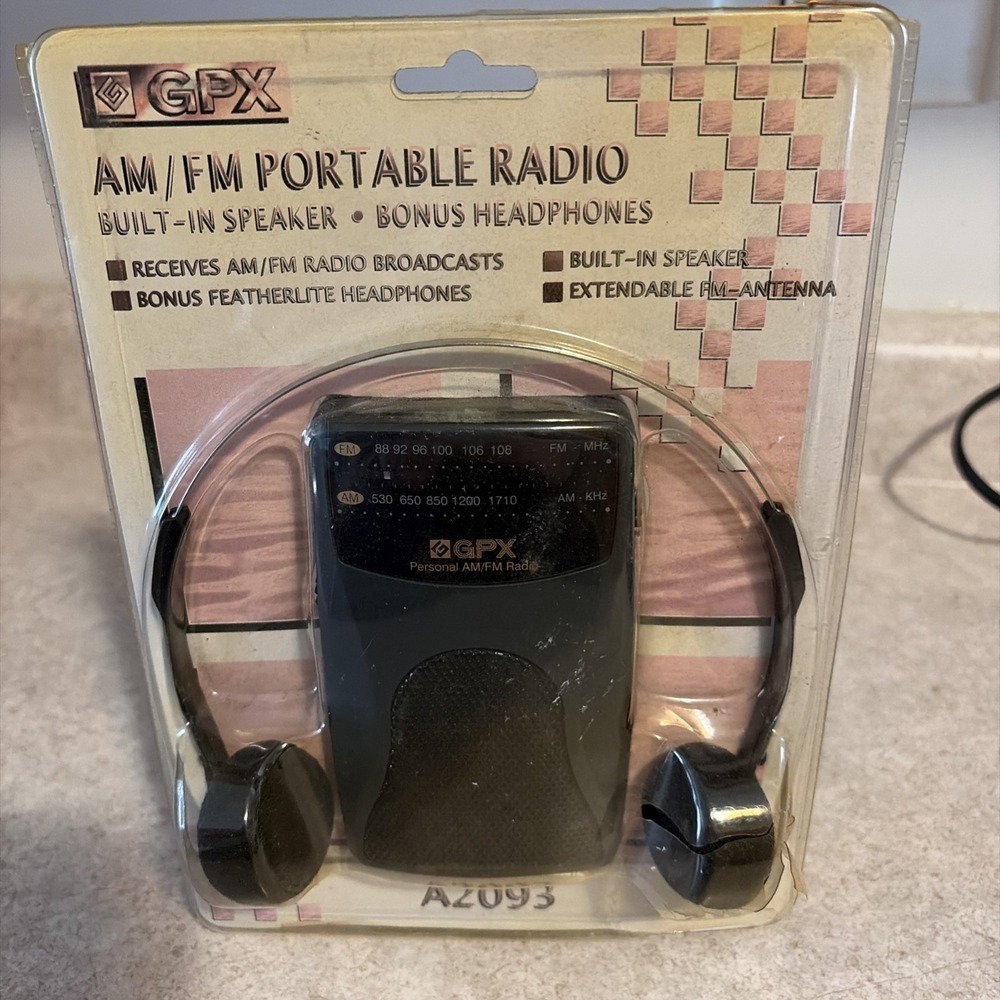 GPX
AM/FM PORTABLE RADIO
BUILT-IN SPEAKER • BONUS HEADPHONES
RECEIVES AM/FM RADIO BROADCASTS
BONUS FEATHERLITE HEADPHONES
BUILT-IN SPEAKER
EXTENDABLE FM-ANTENNA
FM 88 92 96 100 106 108 FM - MHz
AM 530 650 850 1200 1710 AM - KHz
GPX
Personal AM/FM Radio
A2093